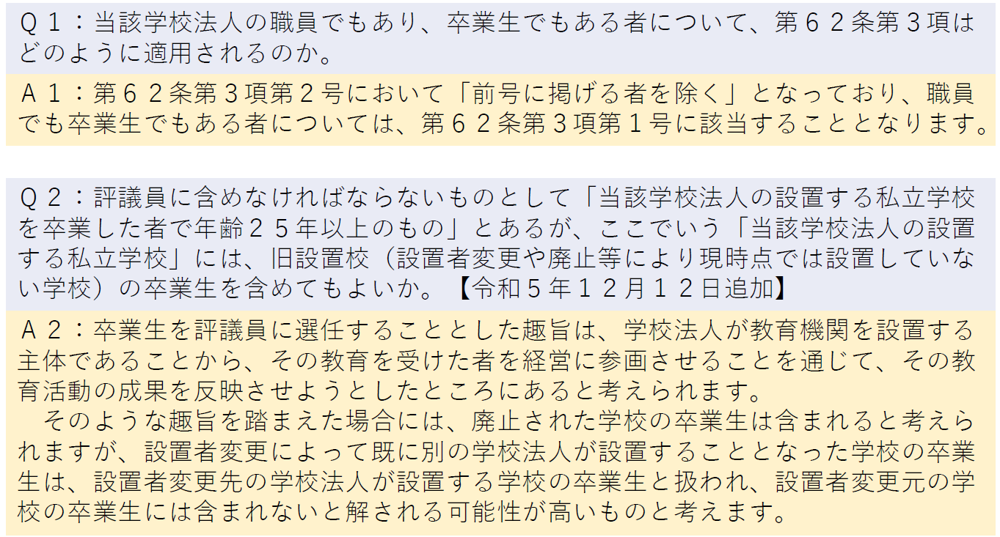 Q１：当該学校法人の職員でもあり、卒業生でもある者について、第６２条第３項は
どのように適用されるのか。
A１：第６２条第３項第２号において「前号に掲げる者を除く」となっており、職員
でも卒業生でもある者については、第６２条第３項第１号に該当することとなります。
Q２：評議員に含めなければならないものとして「当該学校法人の設置する私立学校
を卒業した者で年齢２５年以上のもの」とあるが、ここでいう「当該学校法人の設置
する私立学校」には、旧設置校（設置者変更や廃止等により現時点では設置していな
い学校）の卒業生を含めてもよいか。【令和５年１２月１２日追加】
A２：卒業生を評議員に選任することとした趣旨は、学校法人が教育機関を設置する
主体であることから、その教育を受けた者を経営に参画させることを通じて、その教
育活動の成果を反映させようとしたところにあると考えられます。
　そのような趣旨を踏まえた場合には、廃止された学校の卒業生は含まれると考えら
れますが、設置者変更によって既に別の学校法人が設置することとなった学校の卒業
生は、設置者変更先の学校法人が設置する学校の卒業生と扱われ、設置者変更元の学
校の卒業生には含まれないと解される可能性が高いものと考えます。